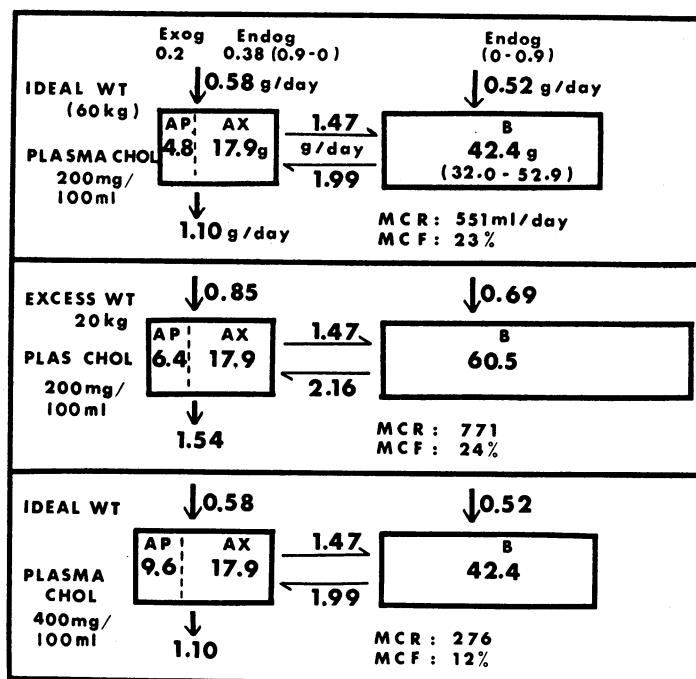 Exog Endog Endog
0.2 0.38 (0.9-0) (0-0.9)
0.58 g/day 0.52 g/day
IDEAL WT
(60kg)
AP AX 1.47 B
4.8 17.9g g/day 42.4 g
PLASMA CHOL 1.99 (32.0 - 52.9)
200mg/
100ml
1.10 g/day
MCR: 551ml/day
MCF: 23%
EXCESS WT 0.85 0.69
20kg
AP AX 1.47 B
PLAS CHOL 6.4 17.9 60.5
2.16
200mg/
100ml
1.54
MCR: 771
MCF: 24%
IDEAL WT 0.58 0.52
AP AX 1.47 B
9.6 17.9 42.4
PLASMA 1.99
CHOL
400mg/
100ml
1.10
MCR: 276
MCF: 12%